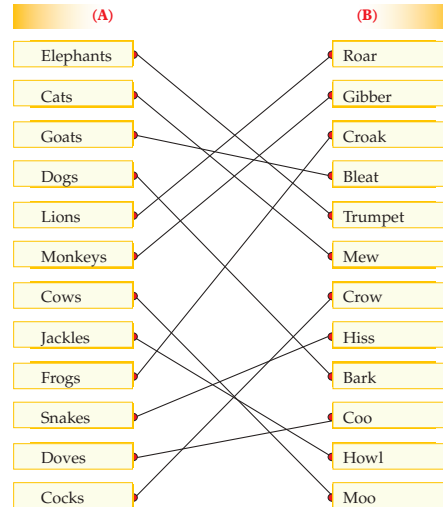 (A) (B)
Elephants Roar
Cats Gibber
Goats Croak
Dogs Bleat
Lions Trumpet
Monkeys Mew
Cows Crow
Jackles Hiss
Frogs Bark
Snakes Coo
Doves Howl
Cocks Moo